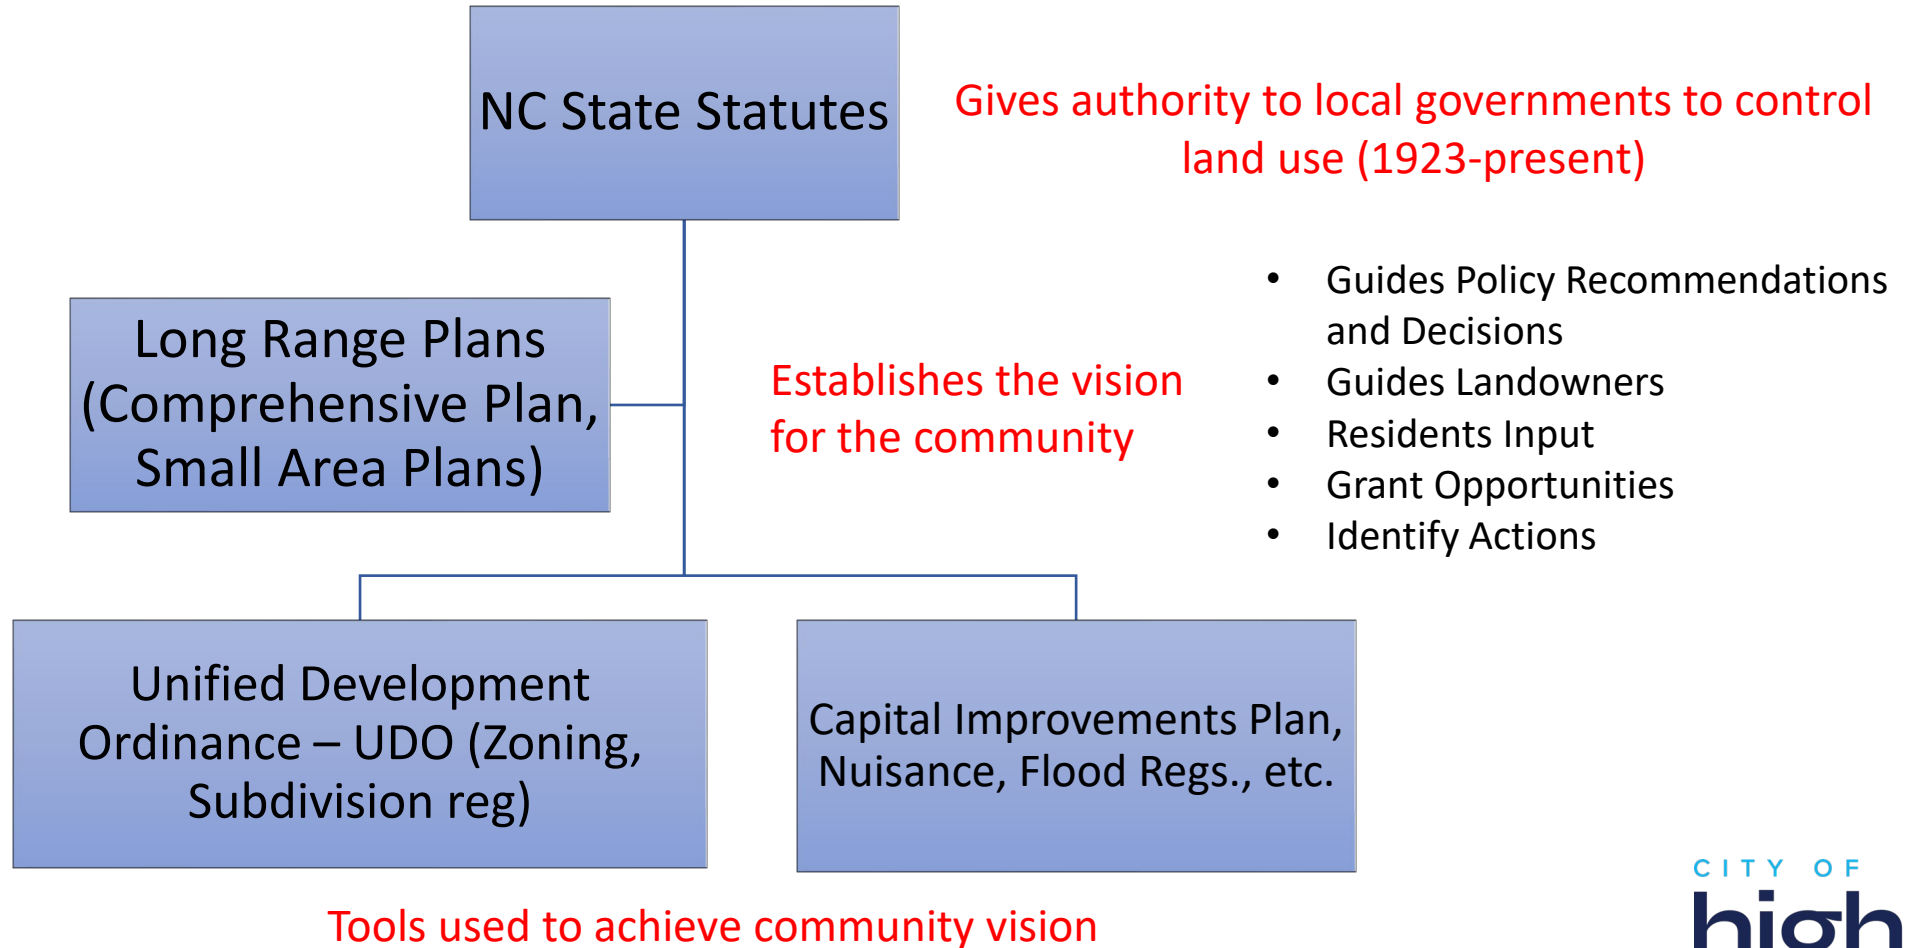 NC State Statutes
Gives authority to local governments to control
land use (1923-present)
Long Range Plans
(Comprehensive Plan,
Small Area Plans)
Establishes the vision
for the community
• Guides Policy Recommendations
and Decisions
• Guides Landowners
• Residents Input
• Grant Opportunities
• Identify Actions
Unified Development
Ordinance – UDO (Zoning,
Subdivision reg)
Capital Improvements Plan,
Nuisance, Flood Regs., etc.
Tools used to achieve community vision
CITY OF
high